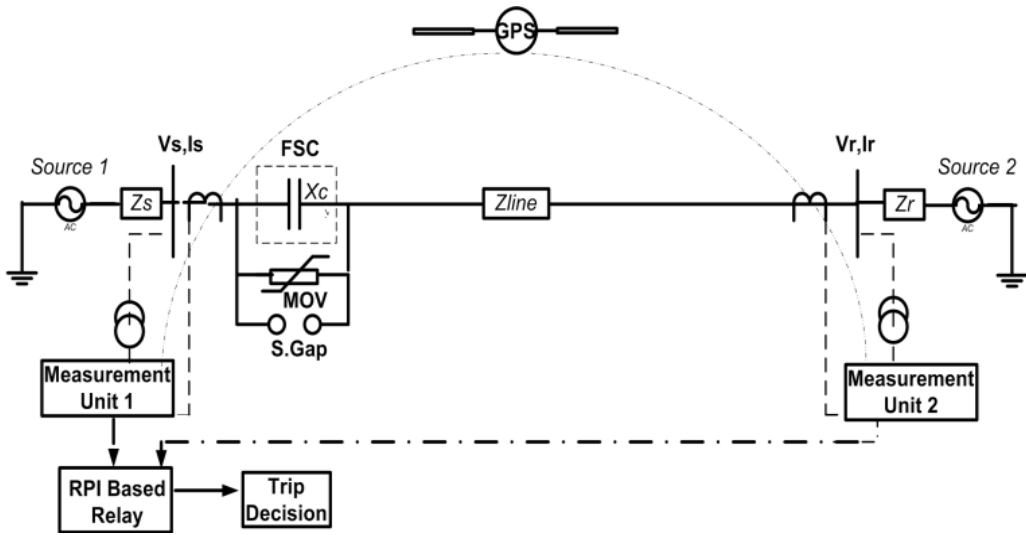 GPS
Vs,Is
FSC
Vr,Ir
Source 1
Source 2
Xc
Zs
Zline
Zr
AC
AC
MOV
S.Gap
Measurement
Unit 1
Measurement
Unit 2
RPI Based
Relay
Trip
Decision